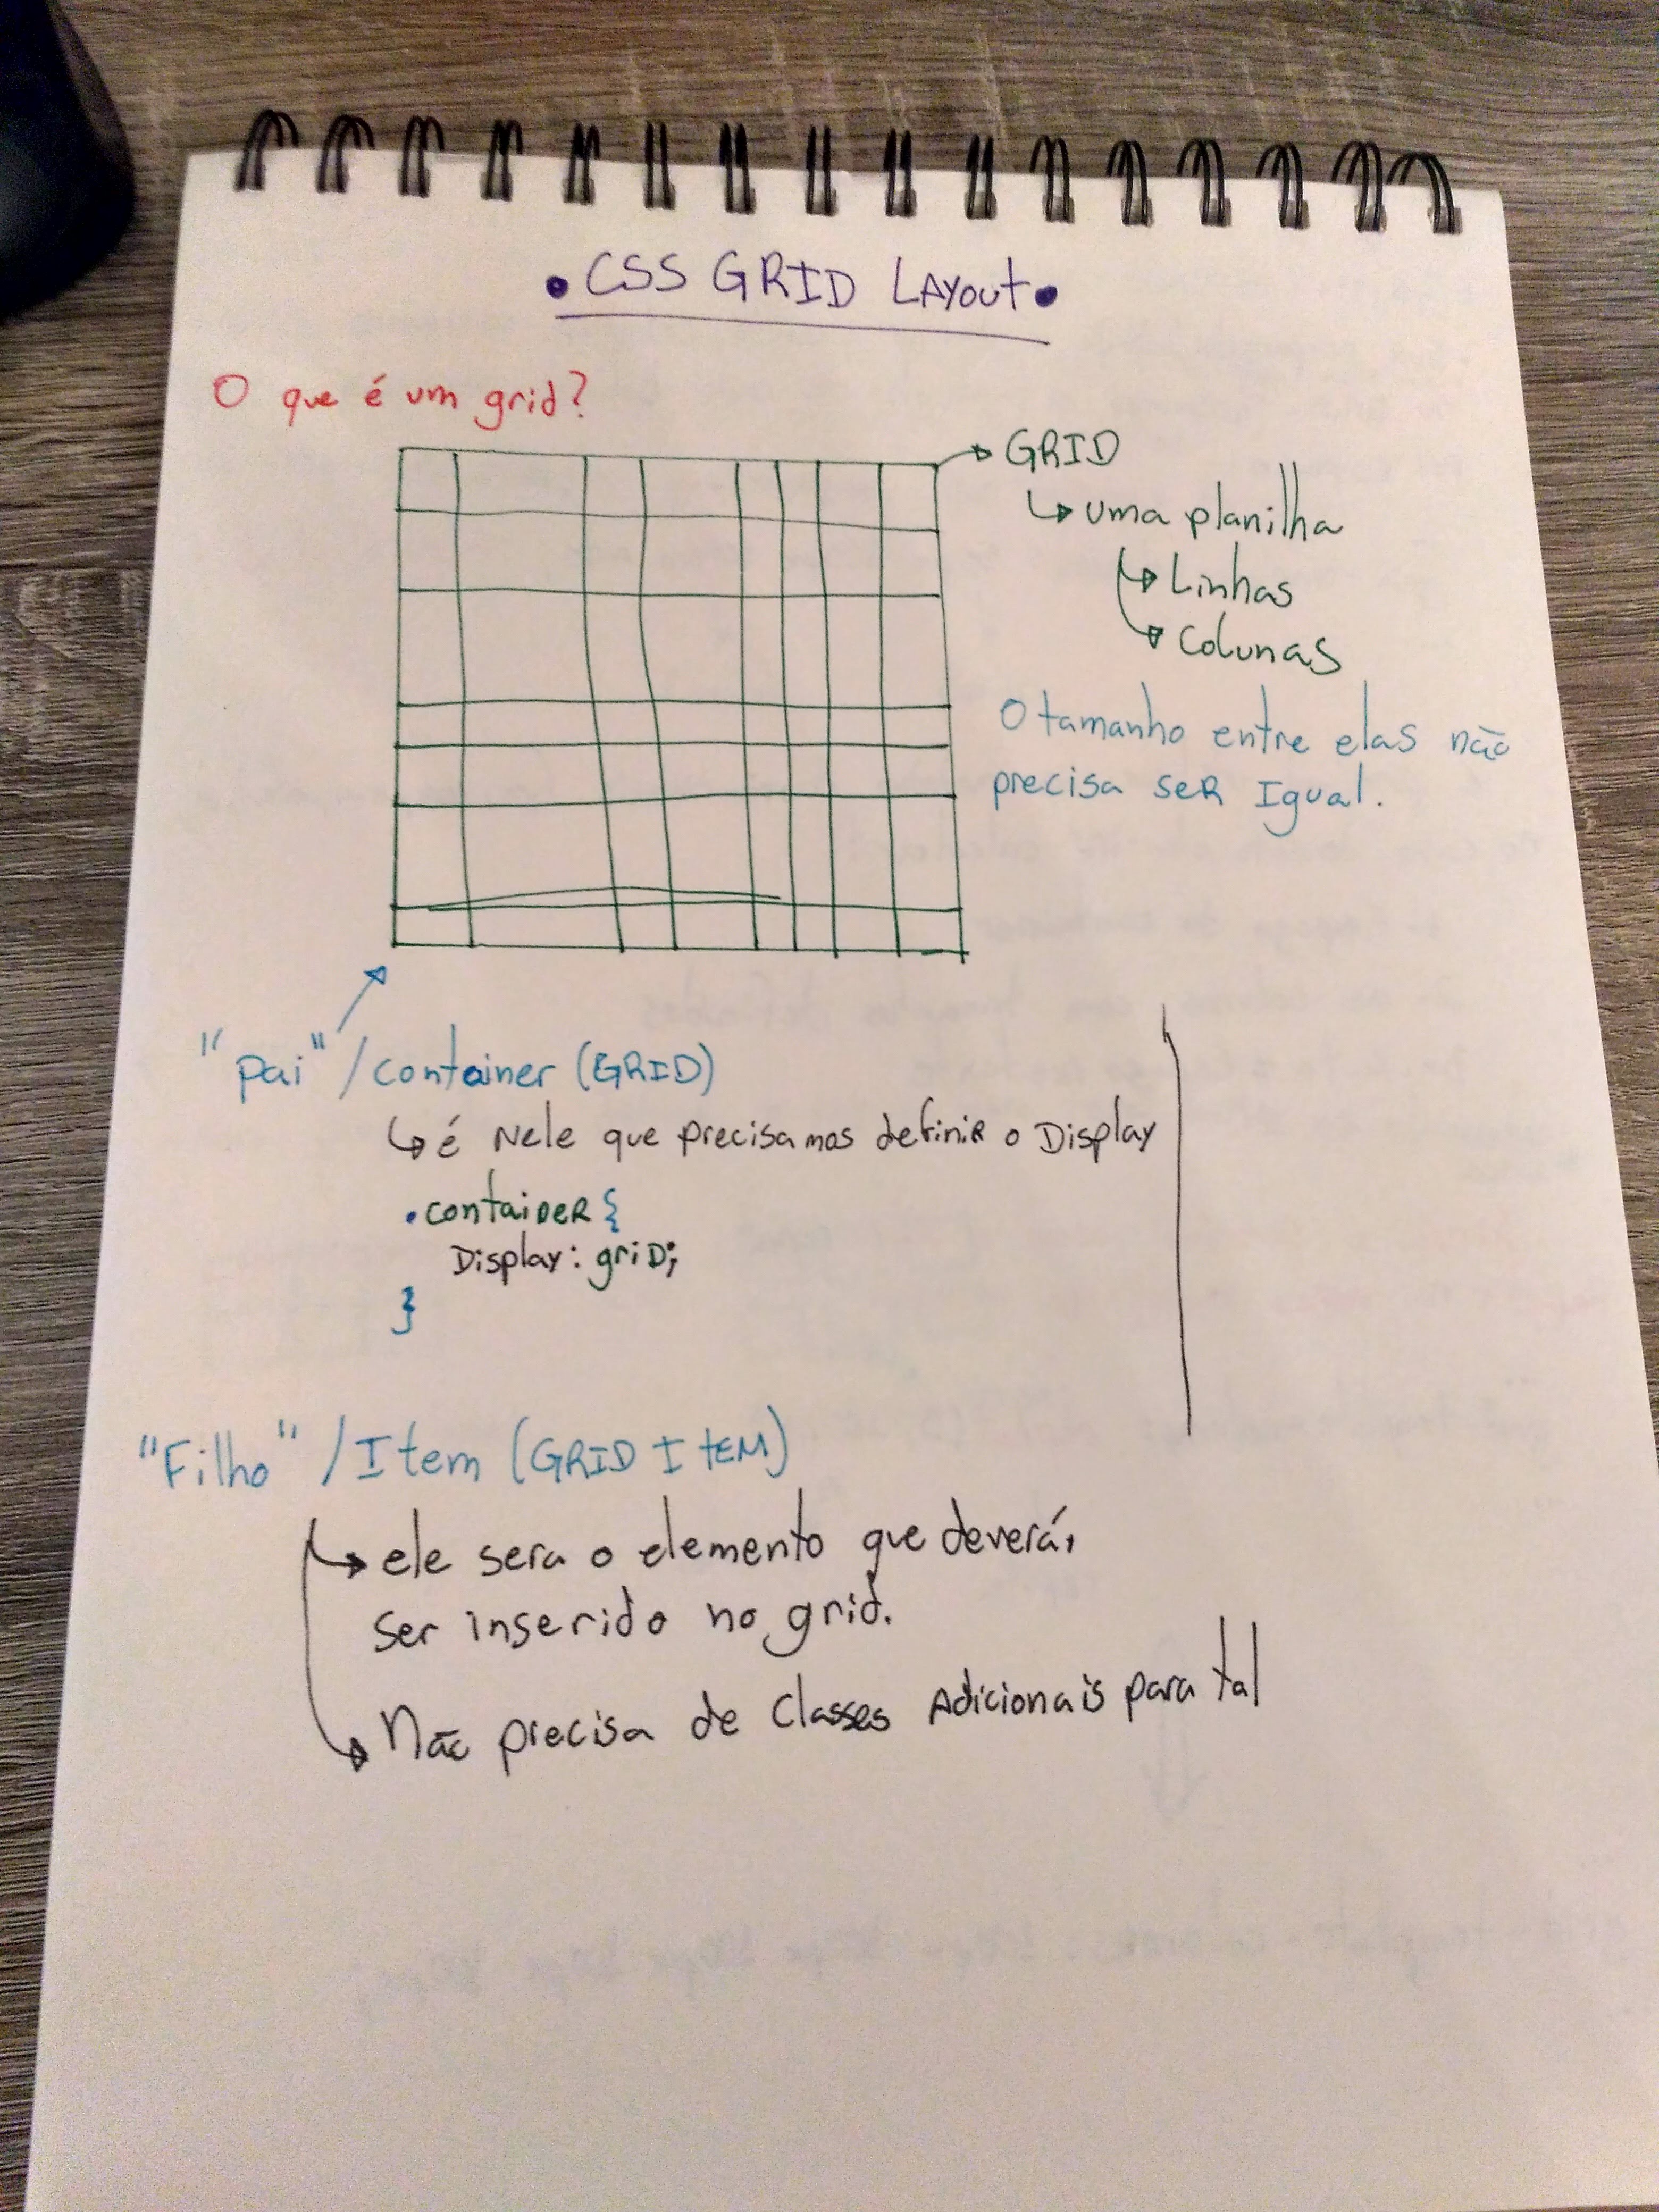 • CSS GRID LAYOUT •
O que é um grid?
GRID
uma planilha
Linhas
Colunas
O tamanho entre elas não
precisa ser Igual.
"Pai" / container (GRID)
é Nele que precisamos definir o Display
.container {
Display: grid;
}
"Filho" / Item (GRID ITEM)
ele sera o elemento que deverá,
ser inserido no grid.
Não precisa de Classes Adicionais para tal